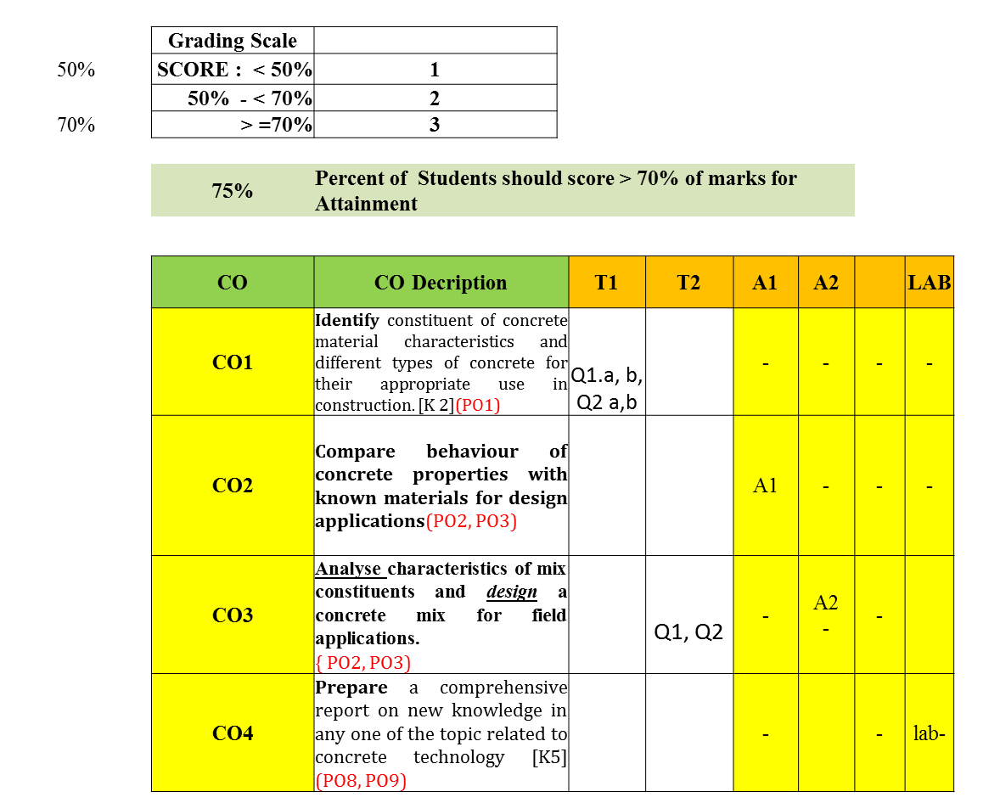 Grading Scale
50% SCORE : < 50% 1
50% - < 70% 2
70% > =70% 3
75% Percent of Students should score > 70% of marks for
Attainment
CO CO Decription T1 T2 A1 A2 LAB
Identify constituent of concrete
material characteristics and
CO1 different types of concrete for - - - -
their appropriate use in Q1.a, b,
construction. [K 2](PO1) Q2 a,b
Compare behaviour of
concrete properties with
CO2 known materials for design A1 - - -
applications(PO2, PO3)
Analyse characteristics of mix
constituents and design a A2
CO3 concrete mix for field - - -
applications. Q1, Q2
{ PO2, PO3)
Prepare a comprehensive
report on new knowledge in
CO4 any one of the topic related to - - lab-
concrete technology [K5]
(PO8, PO9)